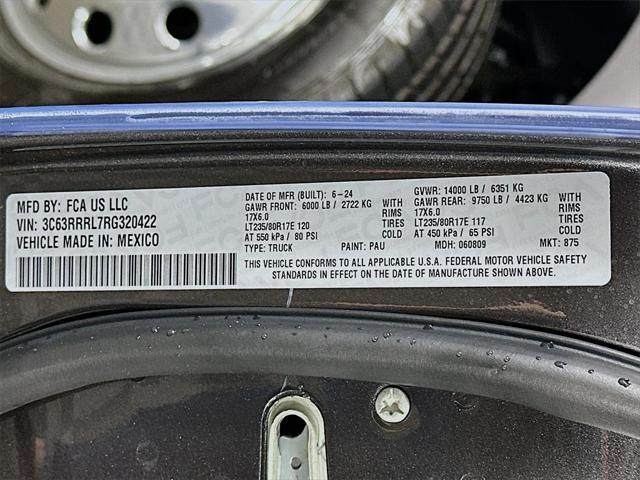 MFD BY: FCA US LLC
VIN: 3C63RRRL7RG320422
VEHICLE MADE IN: MEXICO
DATE OF MFR (BUILT): 6-24
GAWR FRONT: 6000 LB / 2722 KG WITH
17X6.0 RIMS
LT235/80R17E 120 TIRES
AT 550 kPa / 80 PSI COLD
TYPE: TRUCK PAINT: PAU
GVWR: 14000 LB / 6351 KG
GAWR REAR: 9750 LB / 4423 KG WITH
17X6.0 RIMS
LT235/80R17E 117 TIRES
AT 450 kPa / 65 PSI COLD
MDH: 060809 MKT: 875
THIS VEHICLE CONFORMS TO ALL APPLICABLE U.S.A. FEDERAL MOTOR VEHICLE SAFETY
STANDARDS IN EFFECT ON THE DATE OF MANUFACTURE SHOWN ABOVE.